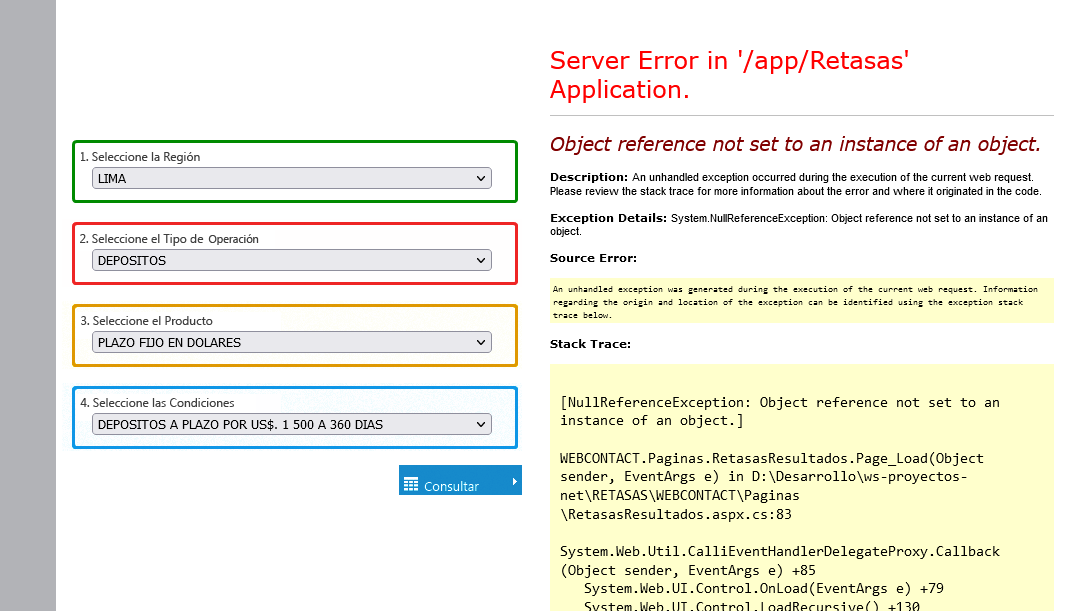 1. Seleccione la Región
LIMA
2. Seleccione el Tipo de Operación
DEPOSITOS
3. Seleccione el Producto
PLAZO FIJO EN DOLARES
4. Seleccione las Condiciones
DEPOSITOS A PLAZO POR US$. 1 500 A 360 DIAS
Consultar
Server Error in '/app/Retasas'
Application.
Object reference not set to an instance of an object.
Description: An unhandled exception occurred during the execution of the current web request.
Please review the stack trace for more information about the error and where it originated in the code.
Exception Details: System.NullReferenceException: Object reference not set to an instance of an
object.
Source Error:
An unhandled exception was generated during the execution of the current web request. Information
regarding the origin and location of the exception can be identified using the exception stack
trace below.
Stack Trace:
[NullReferenceException: Object reference not set to an
instance of an object.]
WEBCONTACT.Paginas.RetasasResultados.Page_Load(Object
sender, EventArgs e) in D:\Desarrollo\ws-proyectos-
net\RETASAS\WEBCONTACT\Paginas
\RetasasResultados.aspx.cs:83
System.Web.Util.CalliEventHandlerDelegateProxy.Callback
(Object sender, EventArgs e) +85
System.Web.UI.Control.OnLoad(EventArgs e) +79
System.Web.UI.Control.LoadRecursive() +130